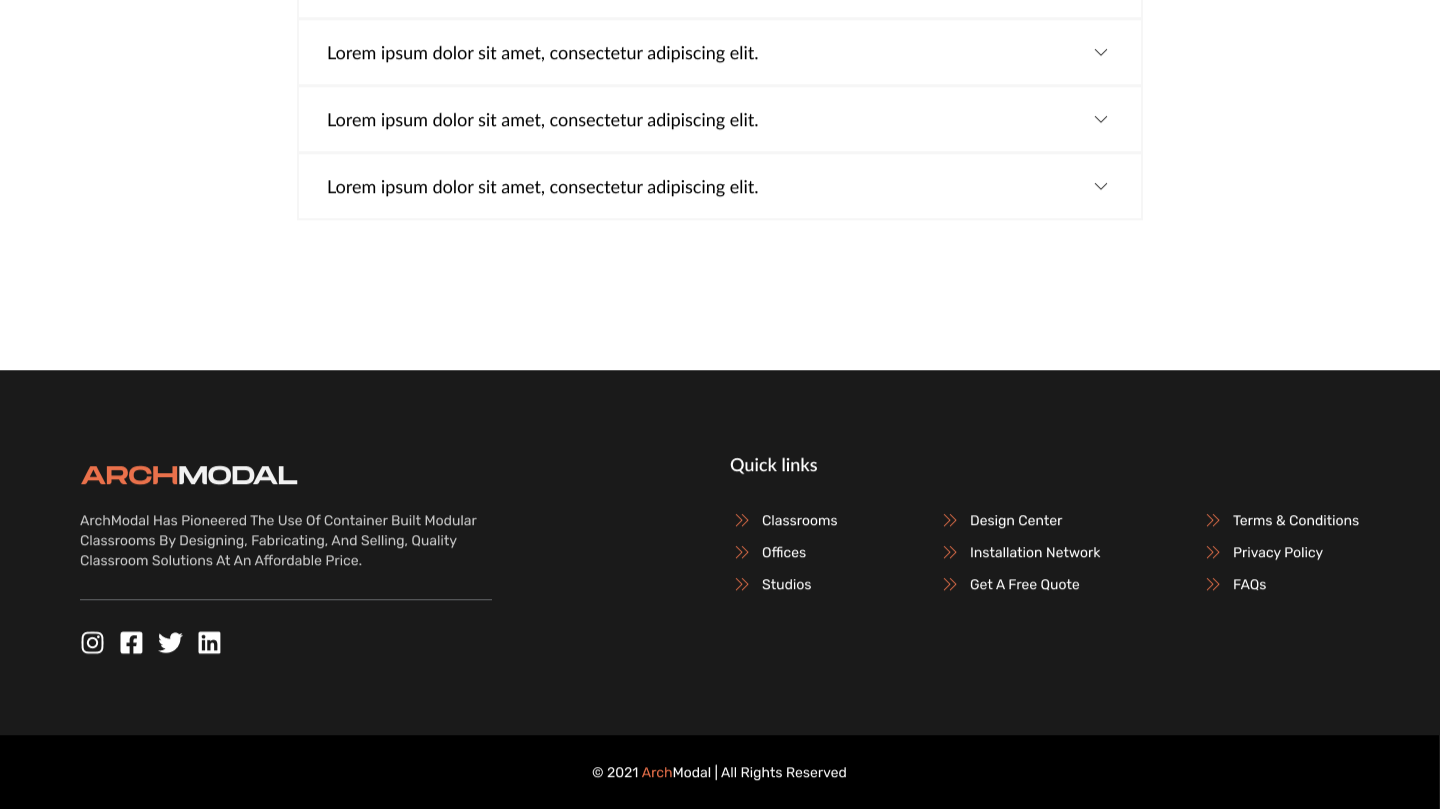 Lorem ipsum dolor sit amet, consectetur adipiscing elit.
Lorem ipsum dolor sit amet, consectetur adipiscing elit.
Lorem ipsum dolor sit amet, consectetur adipiscing elit.
ARCHMODAL
ArchModal Has Pioneered The Use Of Container Built Modular
Classrooms By Designing, Fabricating, And Selling, Quality
Classroom Solutions At An Affordable Price.
Quick links
Classrooms
Offices
Studios
Design Center
Installation Network
Get A Free Quote
Terms & Conditions
Privacy Policy
FAQs
© 2021 ArchModal | All Rights Reserved